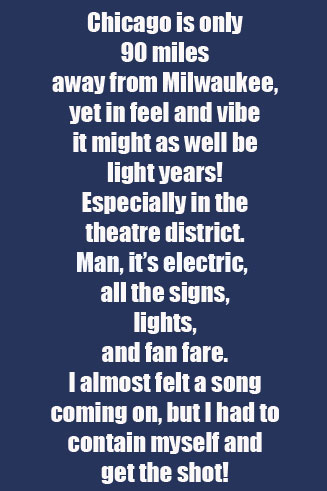 Chicago is only
90 miles
away from Milwaukee,
yet in feel and vibe
it might as well be
light years!
Especially in the
theatre district.
Man, it's electric,
all the signs,
lights,
and fan fare.
I almost felt a song
coming on, but I had to
contain myself and
get the shot!